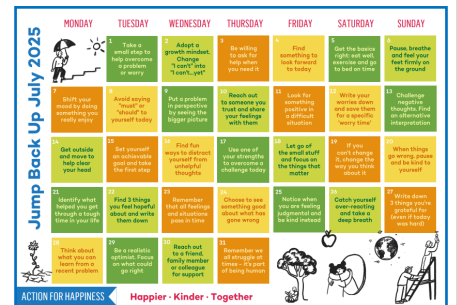 Jump Back Up July 2025
MONDAY TUESDAY WEDNESDAY THURSDAY FRIDAY SATURDAY SUNDAY
1 Take a
small step to
help overcome
a problem
or worry
2 Adopt a
growth mindset.
Change
"I can't" into
"I can't...yet"
3 Be willing
to ask for
help when
you need it
4 Find
something to
look forward
to today
5 Get the basics
right: eat well,
exercise and go
to bed on time
6 Pause, breathe
and feel your
feet firmly on
the ground
7 Shift your
mood by doing
something you
really enjoy
8 Avoid saying
"must" or
"should" to
yourself today
9 Put a problem
in perspective
by seeing the
bigger picture
10 Reach out
to someone you
trust and share
your feelings
with them
11 Look for
something
positive in
a difficult
situation
12 Write your
worries down
and save them
for a specific
'worry time'
13 Challenge
negative
thoughts. Find
an alternative
interpretation
14 Get outside
and move to
help clear
your head
15 Set yourself
an achievable
goal and take
the first step
16 Find fun
ways to distract
yourself from
unhelpful
thoughts
17 Use one of
your strengths
to overcome a
challenge today
18 Let go of
the small stuff
and focus on
the things
that matter
19 If you
can't change
it, change the
way you think
about it
20 When things
go wrong, pause
and be kind to
yourself
21 Identify what
helped you get
through a tough
time in your life
22 Find 3 things
you feel hopeful
about and write
them down
23 Remember
that all feelings
and situations
pass in time
24 Choose to see
something good
about what has
gone wrong
25 Notice when
you are feeling
judgmental and
be kind instead
26 Catch yourself
over-reacting and
take a deep
breath
27 Write down
3 things you're
grateful for
(even if today
was hard)
28 Think about
what you can
learn from a
recent problem
29 Be a realistic
optimist. Focus
on what could
go right
30 Reach out
to a friend,
family member
or colleague
for support
31 Remember
we all struggle at
times - it's part
of being human
ACTION FOR HAPPINESS
Happier · Kinder · Together